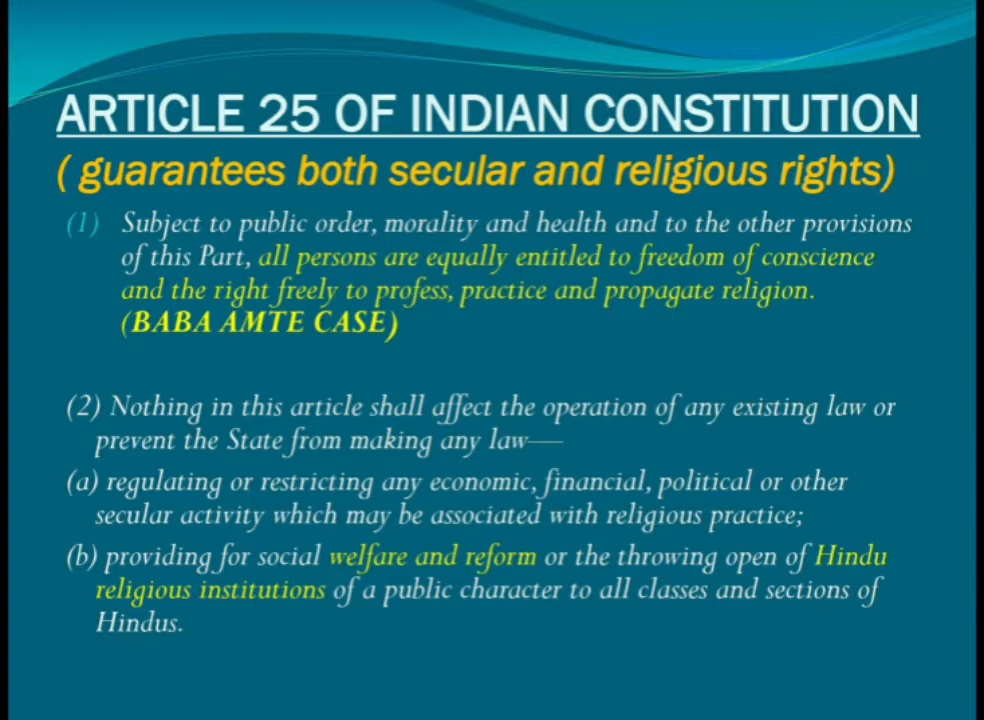 ARTICLE 25 OF INDIAN CONSTITUTION
( guarantees both secular and religious rights)
(1) Subject to public order, morality and health and to the other provisions
of this Part, all persons are equally entitled to freedom of conscience
and the right freely to profess, practice and propagate religion.
(BABA AMTE CASE)
(2) Nothing in this article shall affect the operation of any existing law or
prevent the State from making any law—
(a) regulating or restricting any economic, financial, political or other
secular activity which may be associated with religious practice;
(b) providing for social welfare and reform or the throwing open of Hindu
religious institutions of a public character to all classes and sections of
Hindus.